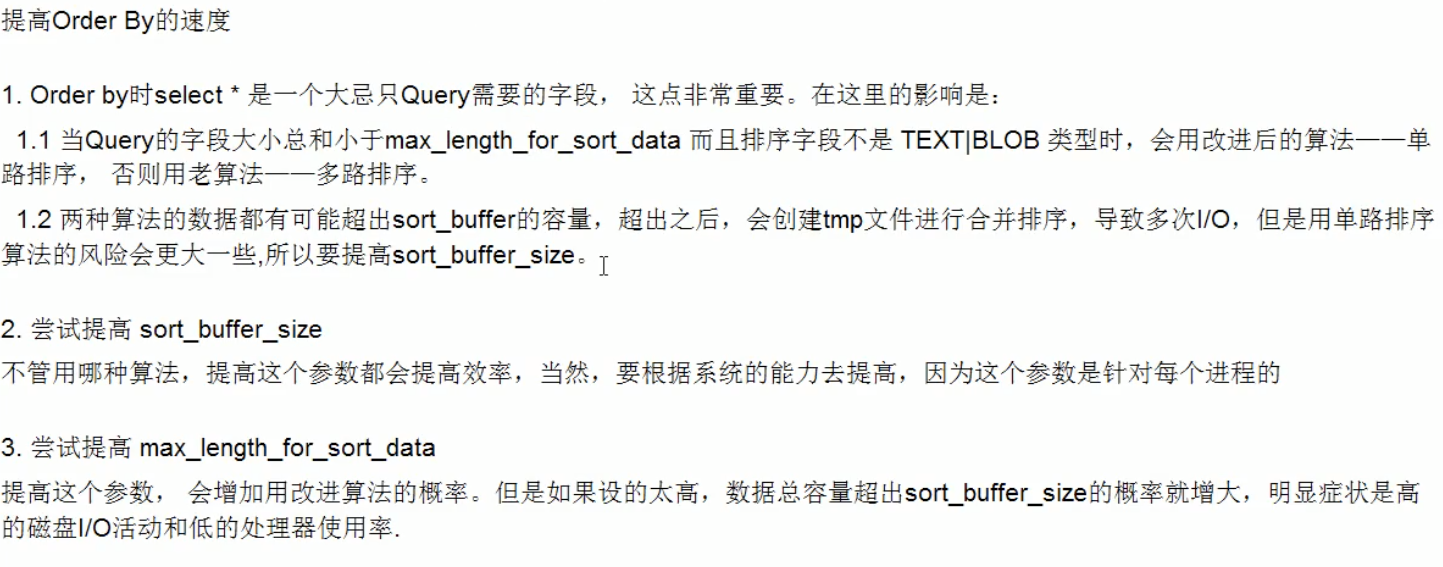 提高Order By的速度
1. Order by时select * 是一个大忌只Query需要的字段， 这点非常重要。在这里的影响是：
1.1 当Query的字段大小总和小于max_length_for_sort_data 而且排序字段不是 TEXT|BLOB 类型时，会用改进后的算法——单
路排序， 否则用老算法——多路排序。
1.2 两种算法的数据都有可能超出sort_buffer的容量，超出之后，会创建tmp文件进行合并排序，导致多次I/O，但是用单路排序
算法的风险会更大一些,所以要提高sort_buffer_size。
2. 尝试提高 sort_buffer_size
不管用哪种算法，提高这个参数都会提高效率，当然，要根据系统的能力去提高，因为这个参数是针对每个进程的
3. 尝试提高 max_length_for_sort_data
提高这个参数， 会增加用改进算法的概率。但是如果设的太高，数据总容量超出sort_buffer_size的概率就增大，明显症状是高
的磁盘I/O活动和低的处理器使用率.